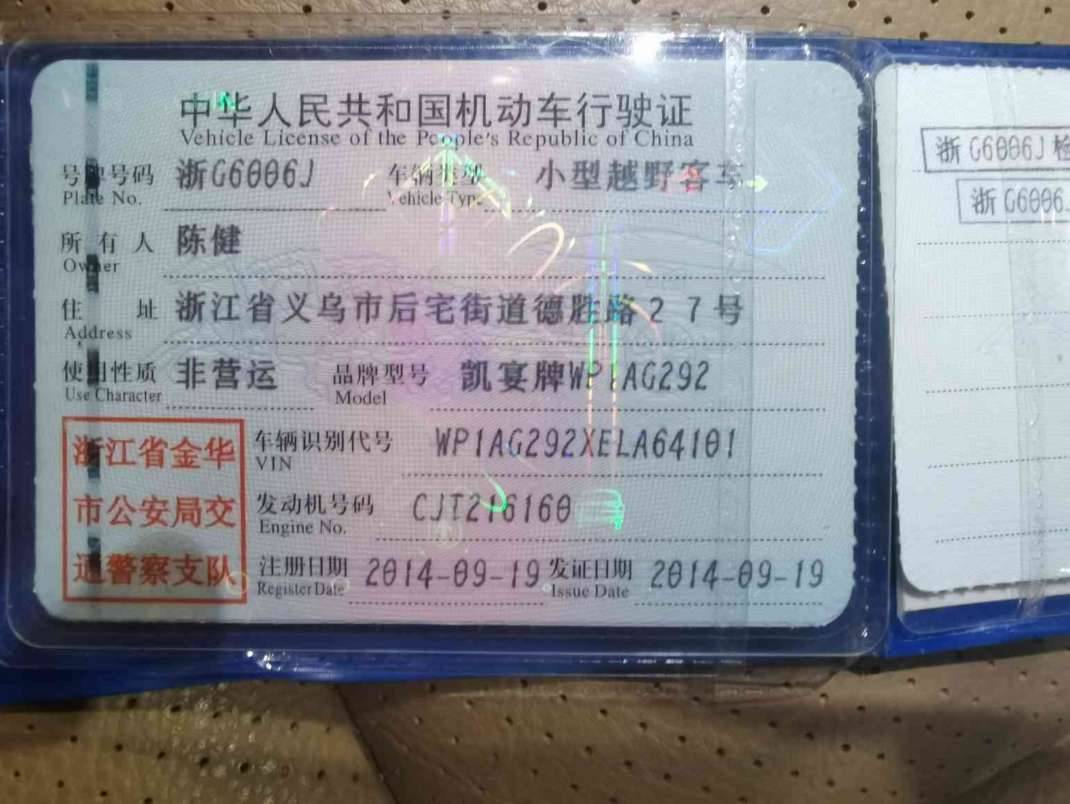 中华人民共和国机动车行驶证
Vehicle License of the People's Republic of China
号牌号码 浙G6006J 车辆类型 小型越野客车
Plate No. Vehicle Type
所有人 陈健
Owner
住址 浙江省义乌市后宅街道德胜路27号
Address
使用性质 非营运 品牌型号 凯宴牌WP1AG292
Use Character Model
浙江省金华
市公安局交
通警察支队
车辆识别代号 WP1AG292XELA64101
VIN
发动机号码 CJT216160
Engine No.
注册日期 2014-09-19 发证日期 2014-09-19
Register Date Issue Date
浙G6006J检
浙G6006